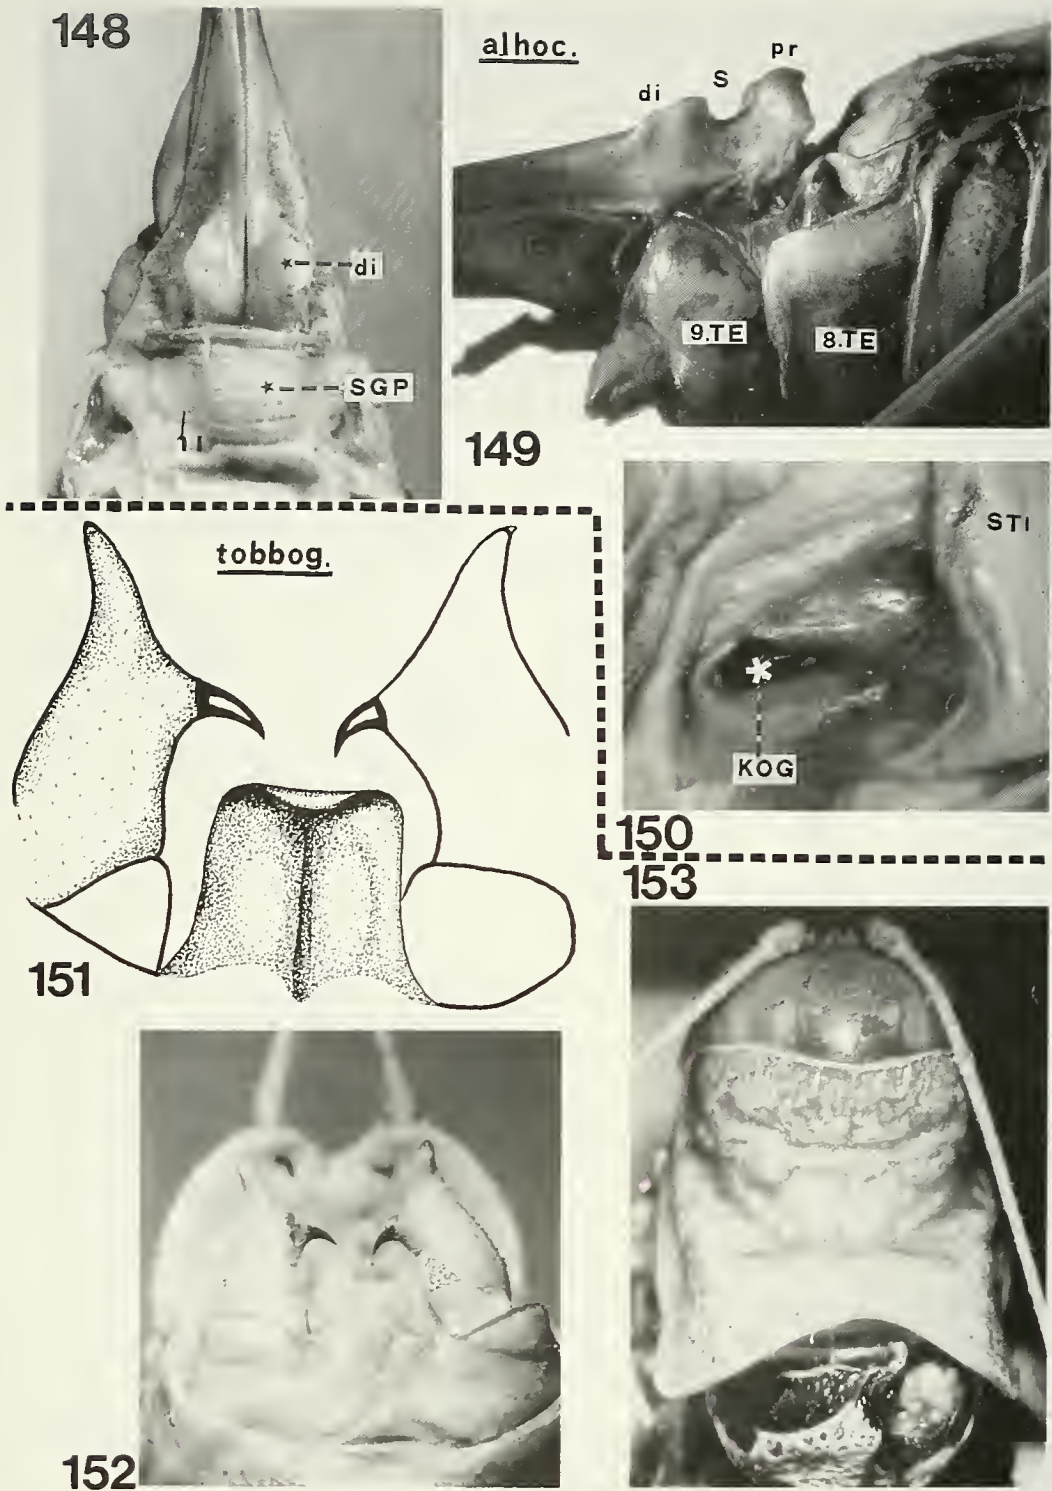 148
di
SGP
alhoc.
pr
S
di
9.TE
8.TE
149
STI
KOG
150
tobbog.
151
152
153